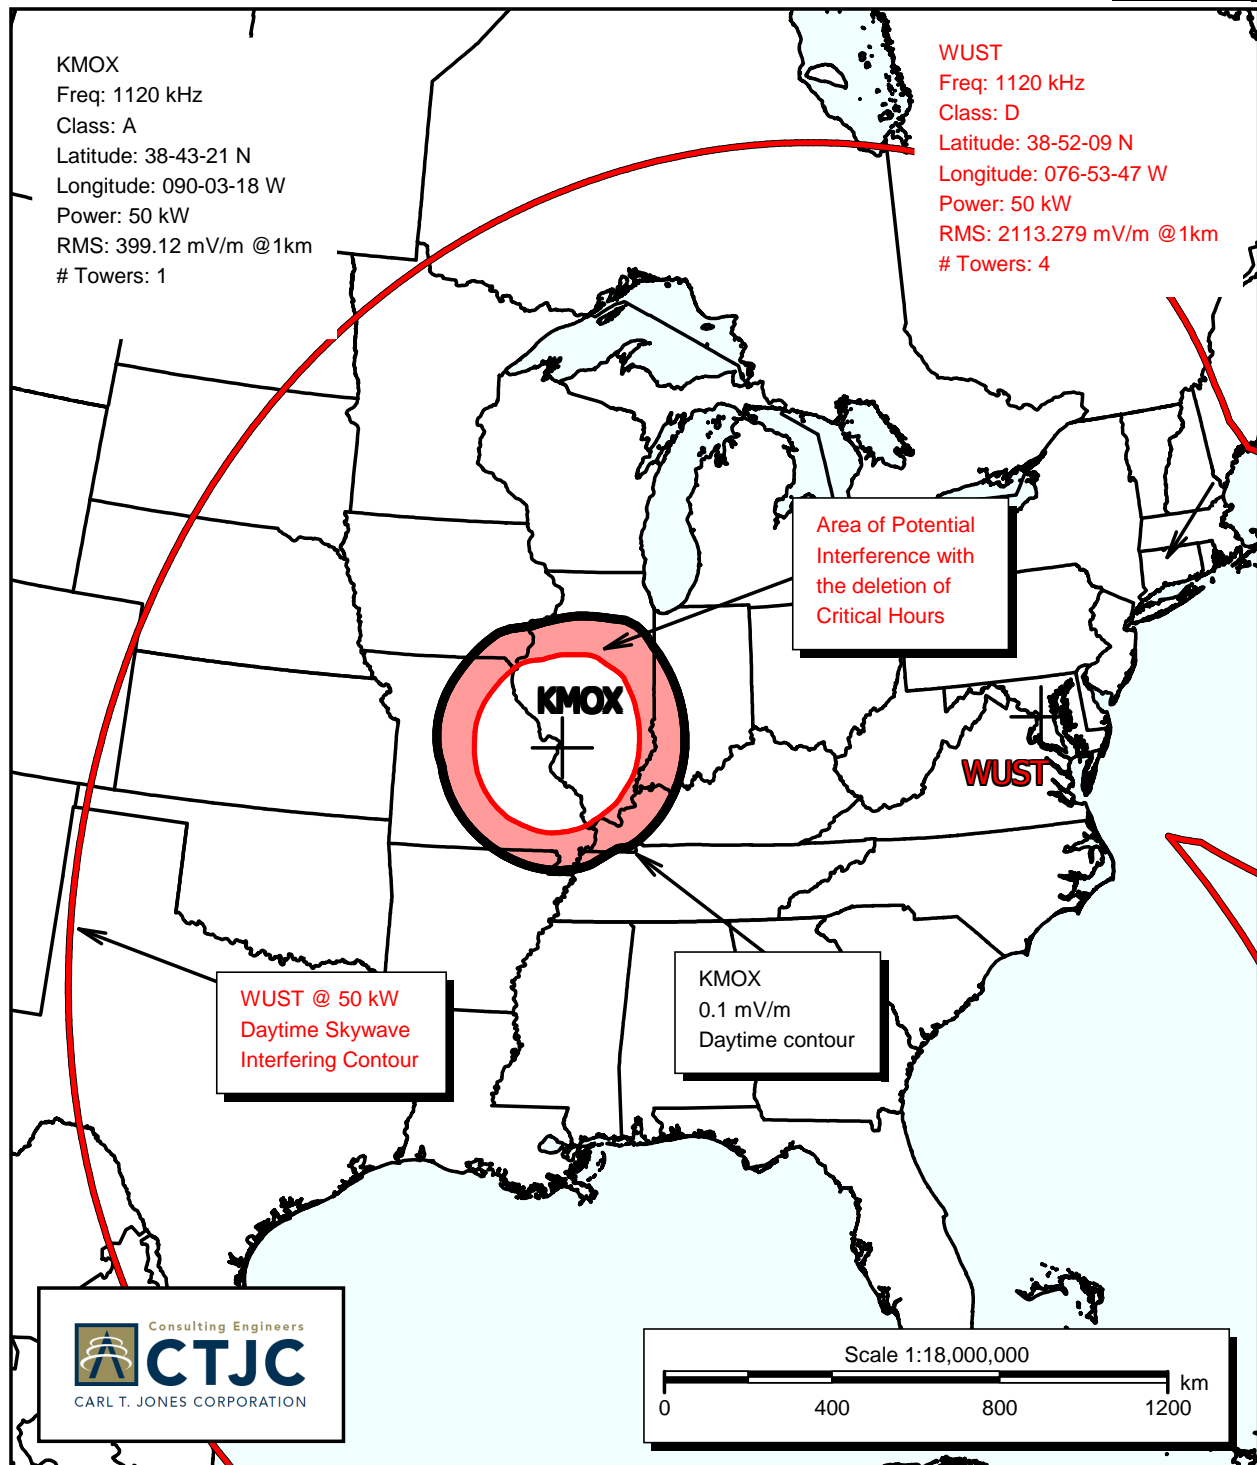 KMOX
Freq: 1120 kHz
Class: A
Latitude: 38-43-21 N
Longitude: 090-03-18 W
Power: 50 kW
RMS: 399.12 mV/m @1km
# Towers: 1
WUST
Freq: 1120 kHz
Class: D
Latitude: 38-52-09 N
Longitude: 076-53-47 W
Power: 50 kW
RMS: 2113.279 mV/m @1km
# Towers: 4
Area of Potential
Interference with
the deletion of
Critical Hours
KMOX
WUST
WUST @ 50 kW
Daytime Skywave
Interfering Contour
KMOX
0.1 mV/m
Daytime contour
Consulting Engineers
CTJC
CARL T. JONES CORPORATION
Scale 1:18,000,000
km
0 400 800 1200